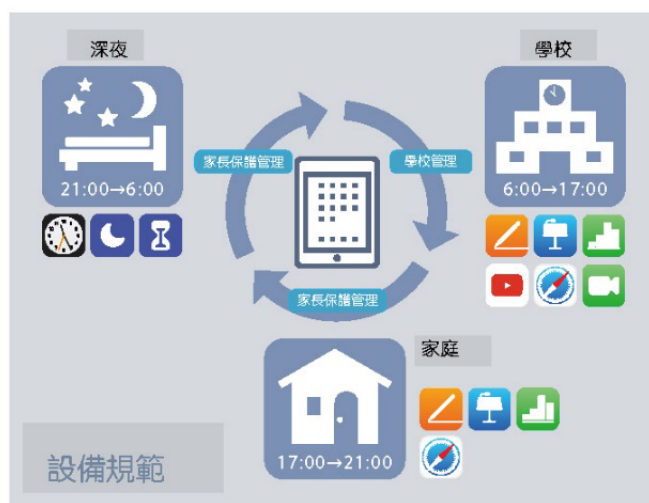 深夜
學校
21:00→6:00
家長保護管理
學校管理
6:00→17:00
家長保護管理
家庭
17:00→21:00
設備規範